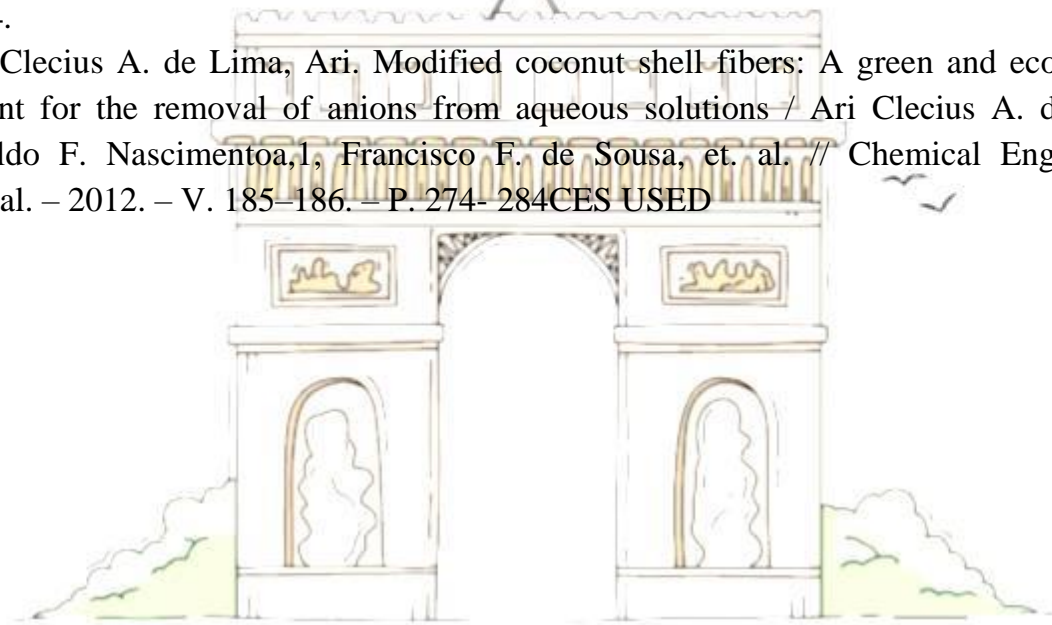 .
Clecius A. de Lima, Ari. Modified coconut shell fibers: A green and eco
nt for the removal of anions from aqueous solutions / Ari Clecius A. d
ldo F. Nascimentoa,1, Francisco F. de Sousa, et. al. // Chemical Eng
al. – 2012. – V. 185–186. – P. 274- 284CES USED